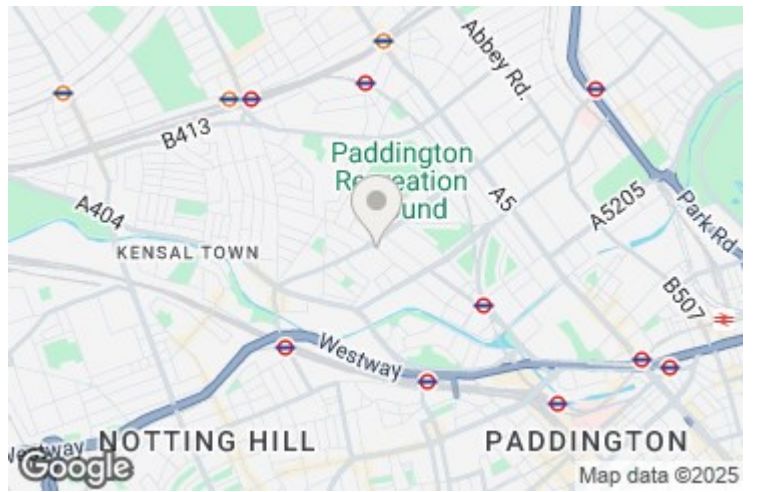 Abbey Rd.
B413
Paddington
Recreation
Ground
A5
A5205
Park Rd
A404
KENSAL TOWN
B507
Westway
Westway
NOTTING HILL
PADDINGTON
Google
Map data ©2025